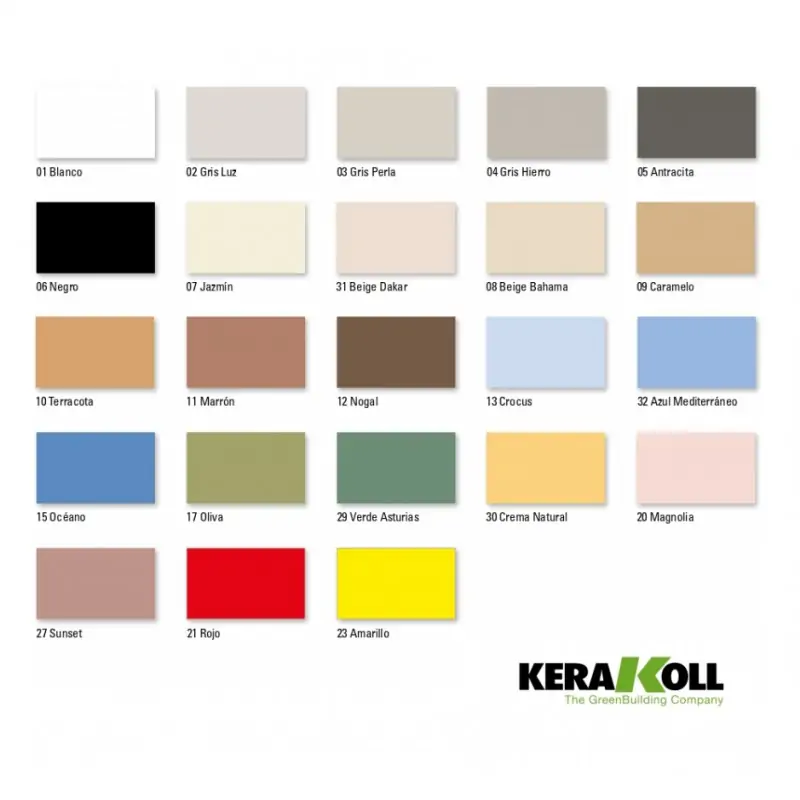 01 Blanco
02 Gris Luz
03 Gris Perla
04 Gris Hierro
05 Antracita
06 Negro
07 Jazmín
31 Beige Dakar
08 Beige Bahama
09 Caramelo
10 Terracota
11 Marrón
12 Nogal
13 Crocus
32 Azul Mediterráneo
15 Océano
17 Oliva
29 Verde Asturias
30 Crema Natural
20 Magnolia
27 Sunset
21 Rojo
23 Amarillo
KERAKOLL
The GreenBuilding Company